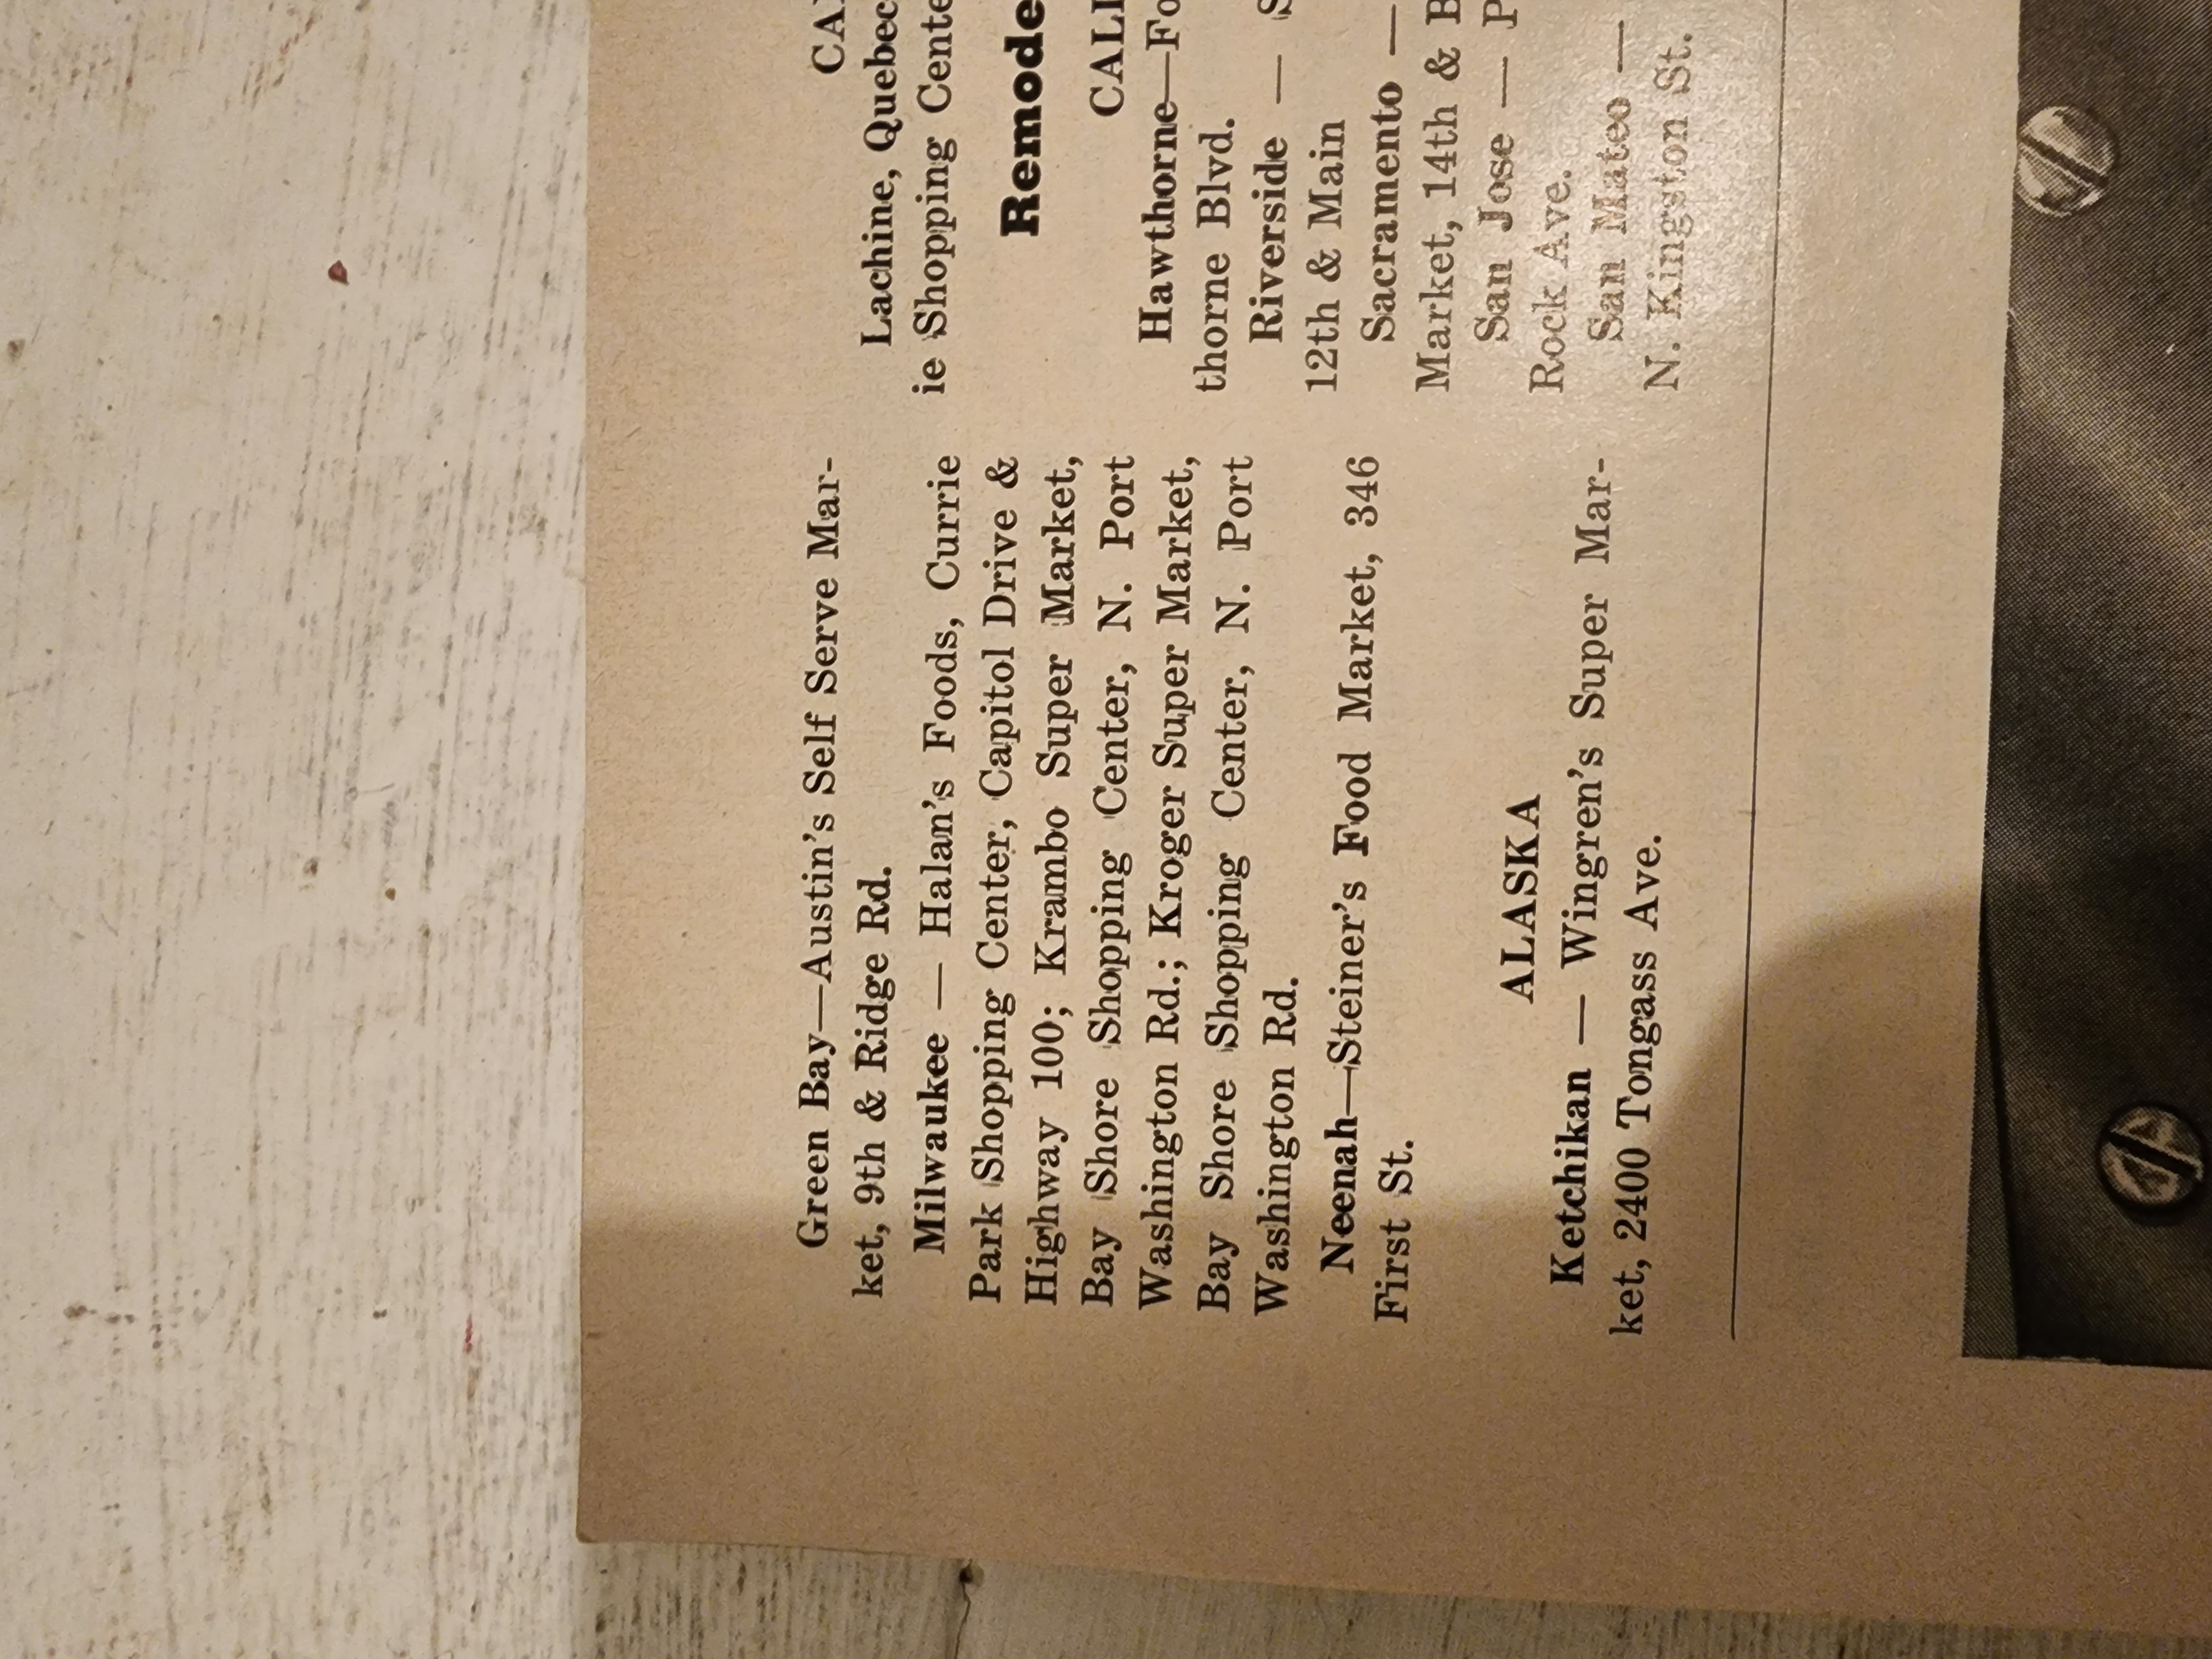 Green Bay—Austin's Self Serve Mar-
ket, 9th & Ridge Rd.
Milwaukee — Halan's Foods, Currie
Park Shopping Center, Capitol Drive &
Highway 100; Krambo Super Market,
Bay Shore Shopping Center, N. Port
Washington Rd.; Kroger Super Market,
Bay Shore Shopping Center, N. Port
Washington Rd.
Neenah—Steiner's Food Market, 346
First St.
ALASKA
Ketchikan — Wingren's Super Mar-
ket, 2400 Tongass Ave.
Lachine, Quebec
ie Shopping Cente
Remode
CALI
Hawthorne—Fo
thorne Blvd.
Riverside — S
12th & Main
Sacramento —
Market, 14th & B
San Jose — P
Rock Ave.
San Mateo —
N. Kingston St.